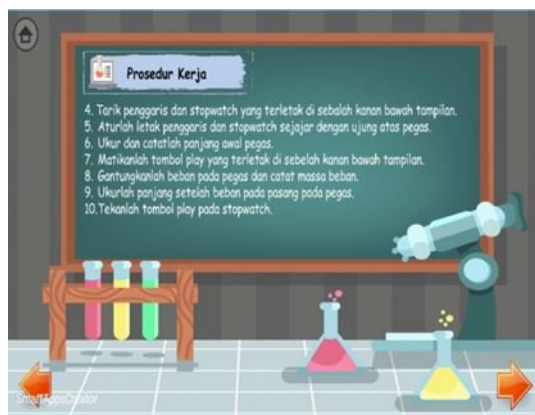 Prosedur Kerja
4. Tarik penggaris dan stopwatch yang terletak di sebalah kanan bawah tampilan.
5. Aturlah letak penggaris dan stopwatch sejajar dengan ujung atas pegas.
6. Ukur dan catatlah panjang awal pegas.
7. Matikanlah tombol play yang terletak di sebelah kanan bawah tampilan.
8. Gantungkanlah beban pada pegas dan catat massa beban.
9. Ukurlah panjang setelah beban pada pasang pada pegas.
10.Tekanlah tombol play pada stopwatch.
SmartAppsCreator